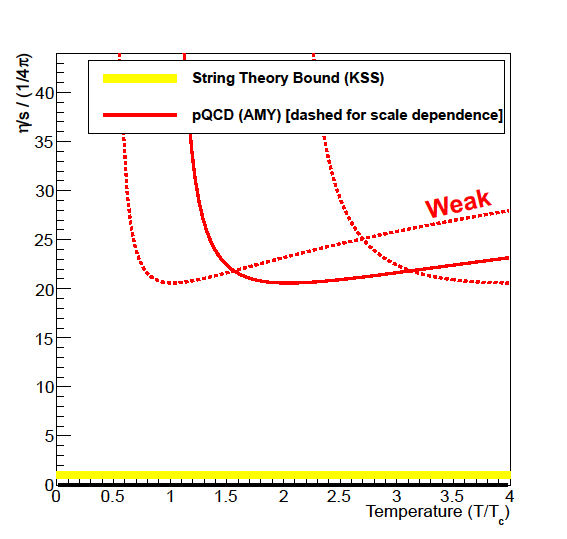 η/s / (1/4π)
String Theory Bound (KSS)
pQCD (AMY) [dashed for scale dependence]
Weak
40
35
30
25
20
15
10
5
0
0 0.5 1 1.5 2 2.5 3 3.5 4
Temperature (T/Tc)